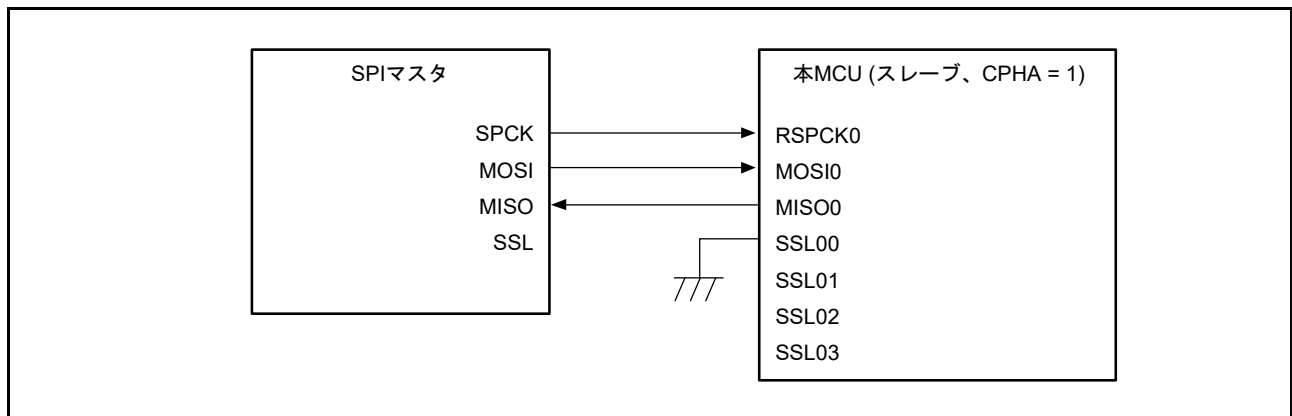 SPIマスタ
SPCK
MOSI
MISO
SSL
本MCU (スレーブ、CPHA = 1)
RSPCK0
MOSI0
MISO0
SSL00
SSL01
SSL02
SSL03